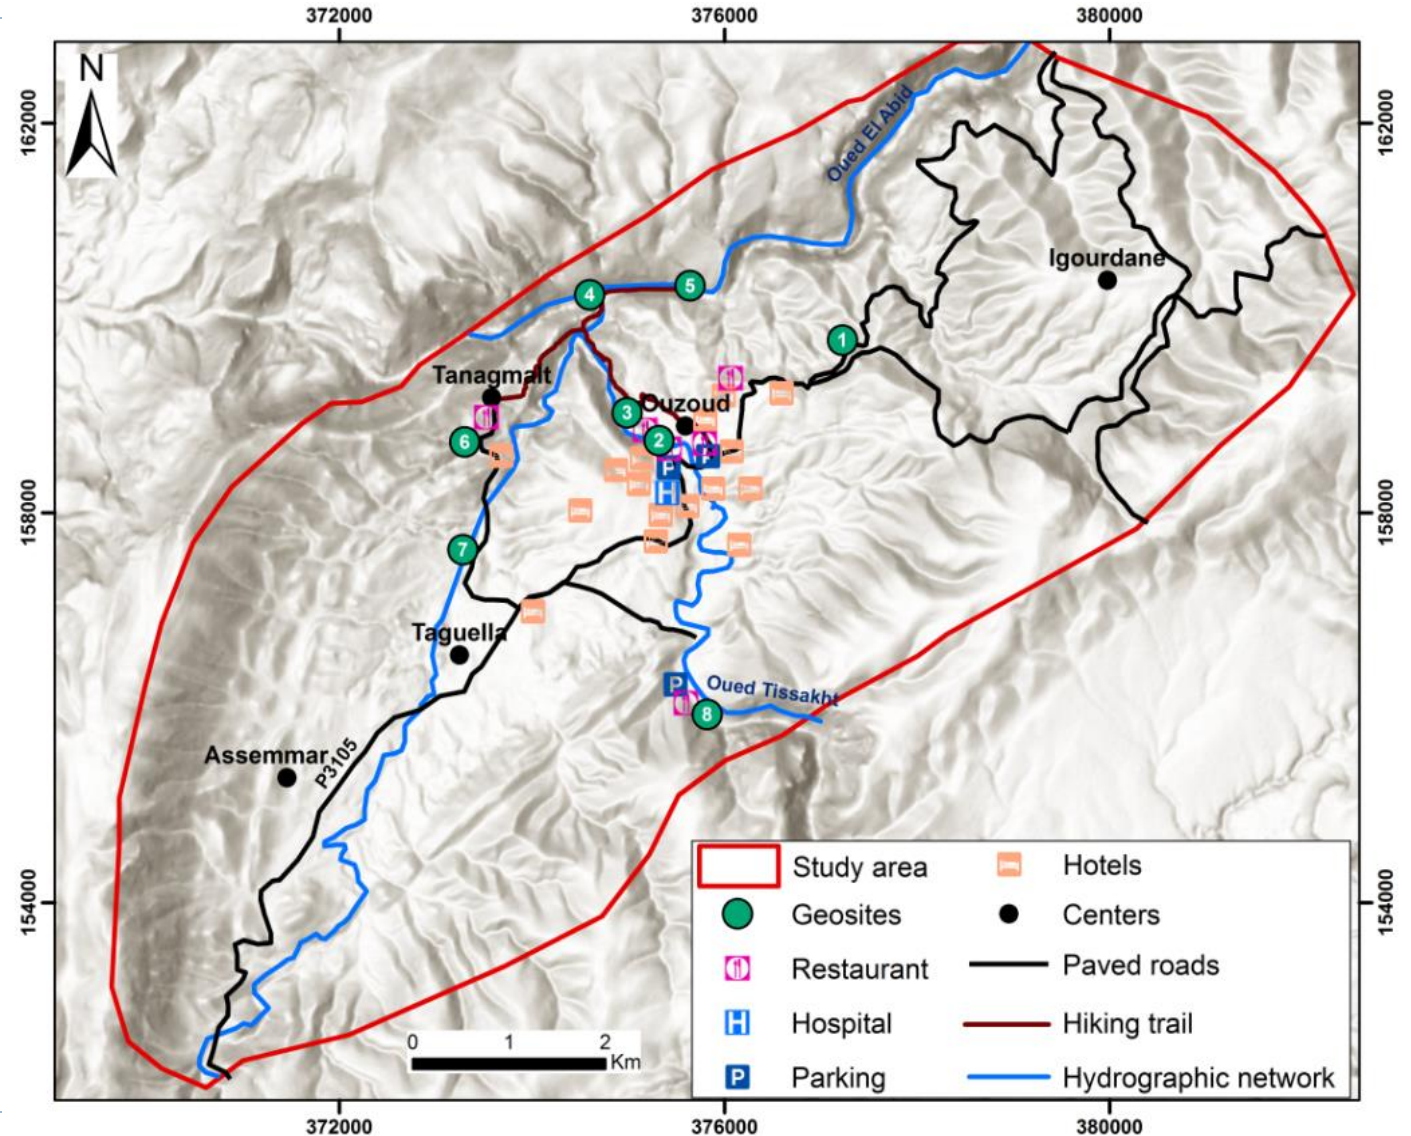 372000 376000 380000
N
162000
162000
Oued El Abid
Igourdane
5
4
1
Tanagmalt
3
Ouzoud
6
2
P
P
H
158000
158000
7
Taguella
P
Oued Tissakht
8
Assemmar
P3105
Study area
Hotels
Geosites
Centers
154000
154000
Restaurant
Paved roads
H
Hospital
Hiking trail
P
Parking
Hydrographic network
0 1 2
Km
372000 376000 380000